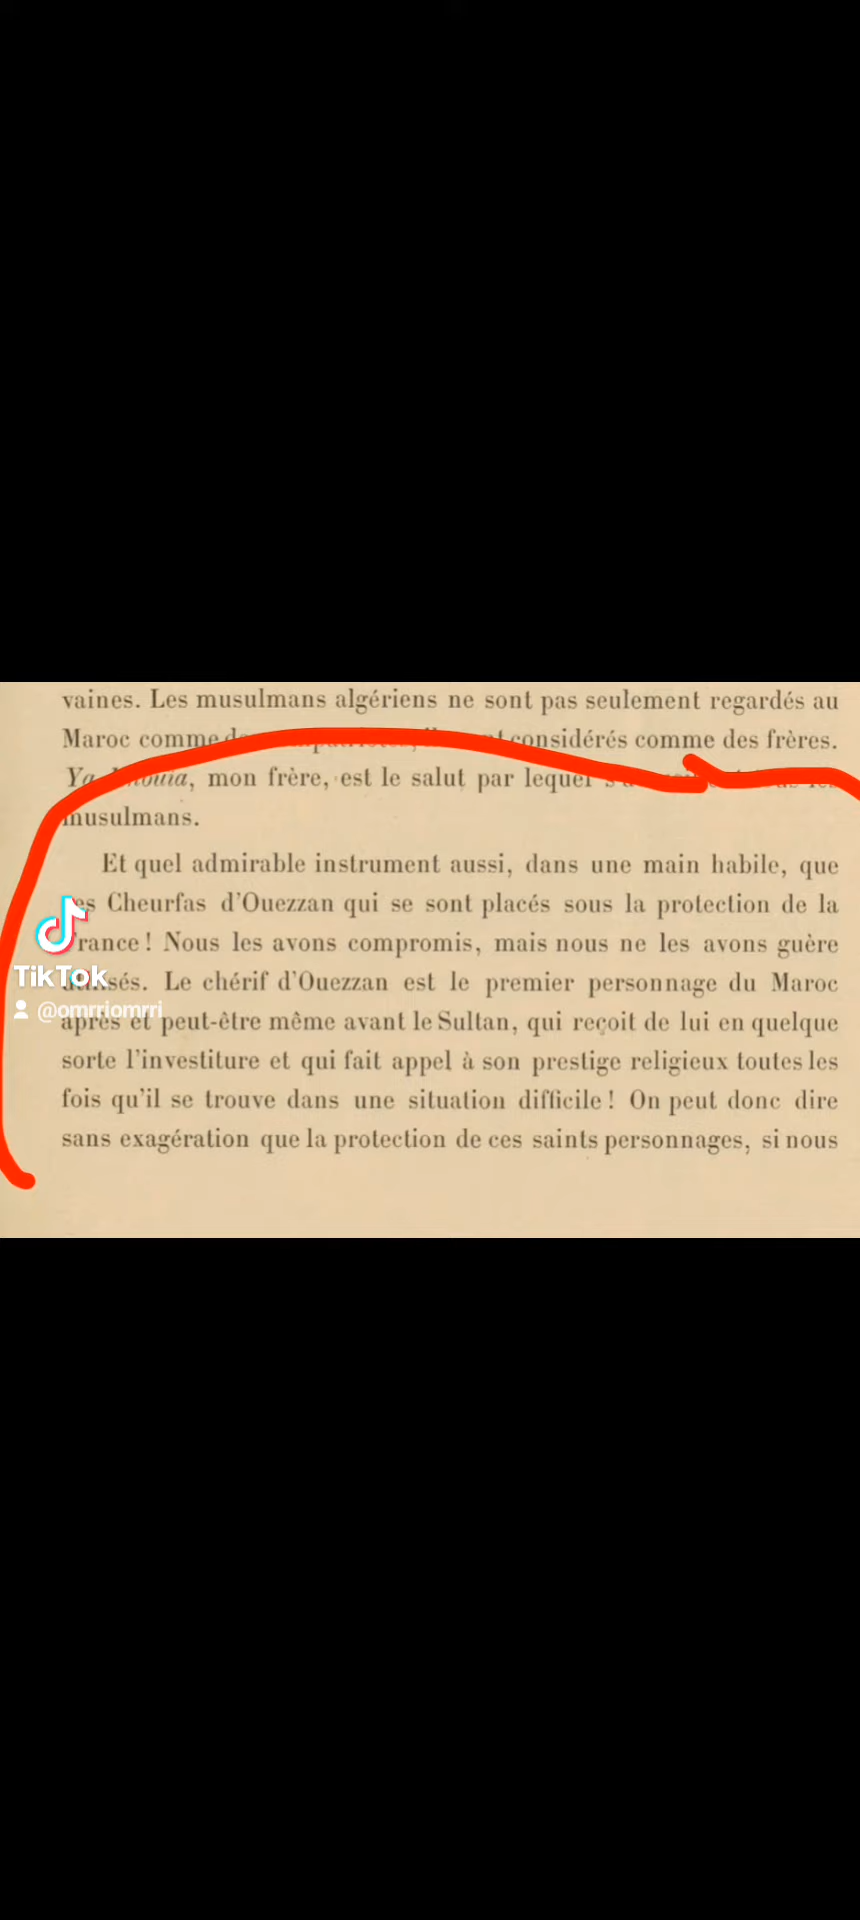 vaines. Les musulmans algériens ne sont pas seulement regardés au
Maroc comme considérés comme des frères.
Ya mon frère, est le salut par lequel
musulmans.
Et quel admirable instrument aussi, dans une main habile, que
Cheurfas d'Ouezzan qui se sont placés sous la protection de la
France ! Nous les avons compromis, mais nous ne les avons guère
Le chérif d'Ouezzan est le premier personnage du Maroc
après et peut-être même avant le Sultan, qui reçoit de lui en quelque
sorte l'investiture et qui fait appel à son prestige religieux toutes les
fois qu'il se trouve dans une situation difficile ! On peut donc dire
sans exagération que la protection de ces saints personnages, si nous
TikTok
@omrriomrri